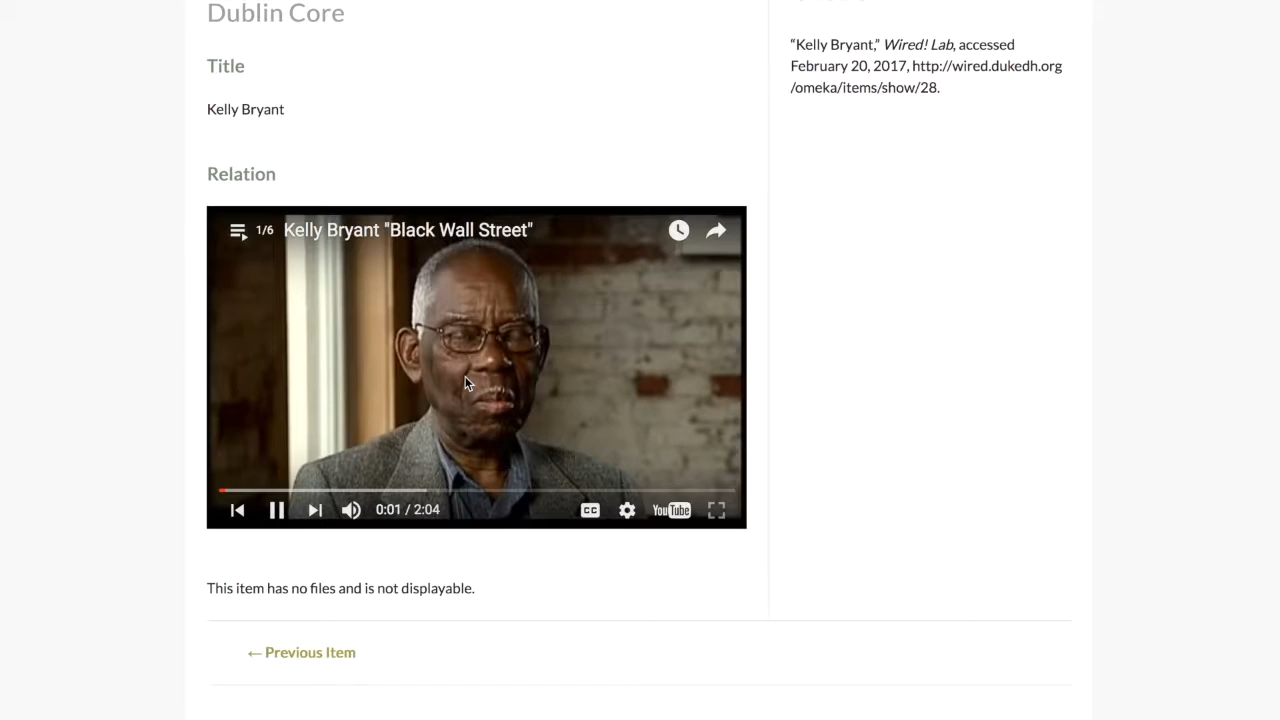 Dublin Core
Title
Kelly Bryant
Relation
1/6 Kelly Bryant "Black Wall Street"
0:01 / 2:04
CC
YouTube
This item has no files and is not displayable.
← Previous Item
“Kelly Bryant,” Wired! Lab, accessed
February 20, 2017, http://wired.dukedh.org
/omeka/items/show/28.